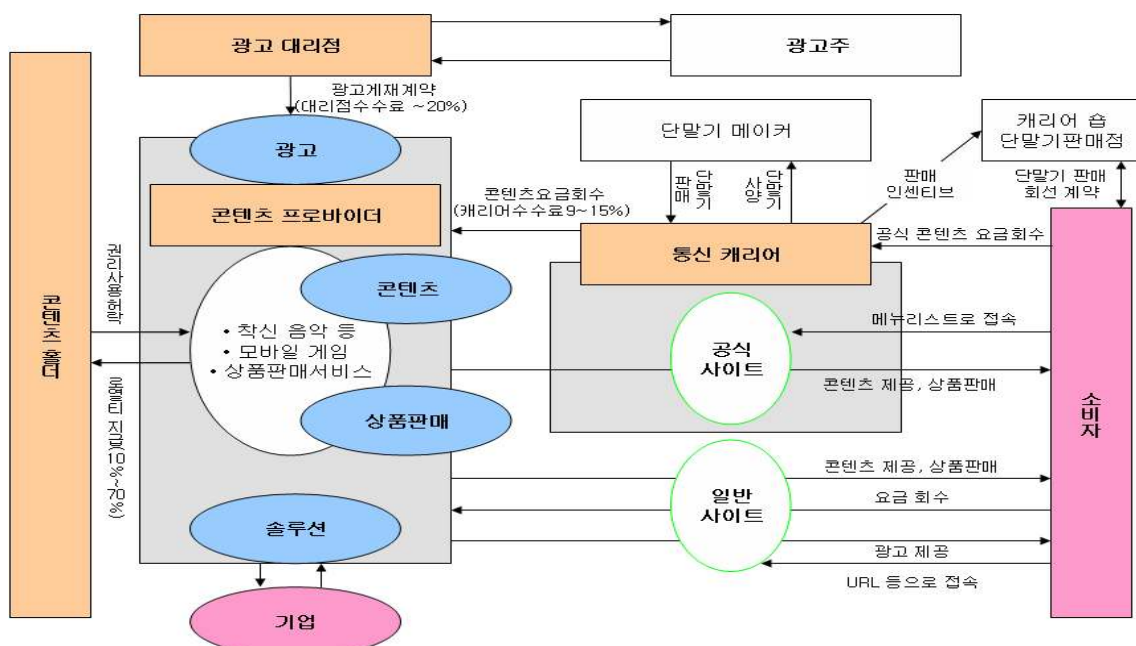 광고 대리점
광고주
광고게재계약
(대리점수수료 ~20%)
광고
단말기 메이커
캐리어 숍
단말기판매점
판매
인센티브
단말기 판매
회선 계약
단말기
판매
단말기
사양
콘텐츠 프로바이더
콘텐츠요금회수
(캐리어수수료9~15%)
통신 캐리어
공식 콘텐츠 요금회수
콘텐츠 홀더
권리사용허락
로열티 지급(10%~70%)
콘텐츠
• 착신 음악 등
• 모바일 게임
• 상품판매서비스
상품판매
공식
사이트
메뉴리스트로 접속
콘텐츠 제공, 상품판매
소비자
일반
사이트
콘텐츠 제공, 상품판매
요금 회수
광고 제공
URL 등으로 접속
솔루션
기업